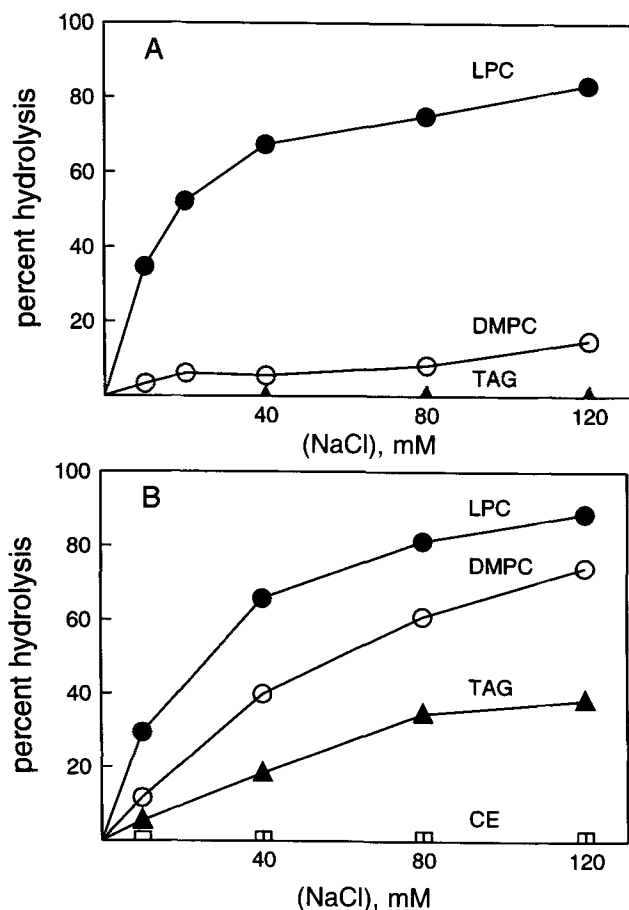 100
A
LPC
80
60
percent hydrolysis
40
DMPC
20
TAG
40 80 120
(NaCl), mM
100
B
LPC
80
DMPC
60
percent hydrolysis
TAG
40
20
CE
40 80 120
(NaCl), mM